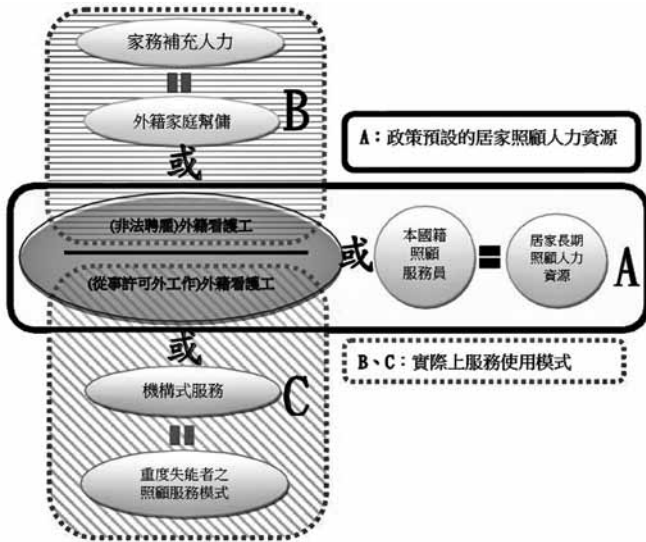 家務補充人力
外籍家庭幫傭
B
或
A：政策預設的居家照顧人力資源
(非法聘雇)外籍看護工
(從事許可外工作)外籍看護工
或
本國籍
照顧
服務員
居家長期
照顧人力
資源
A
或
B、C：實際上服務使用模式
機構式服務
C
重度失能者之
照顧服務模式